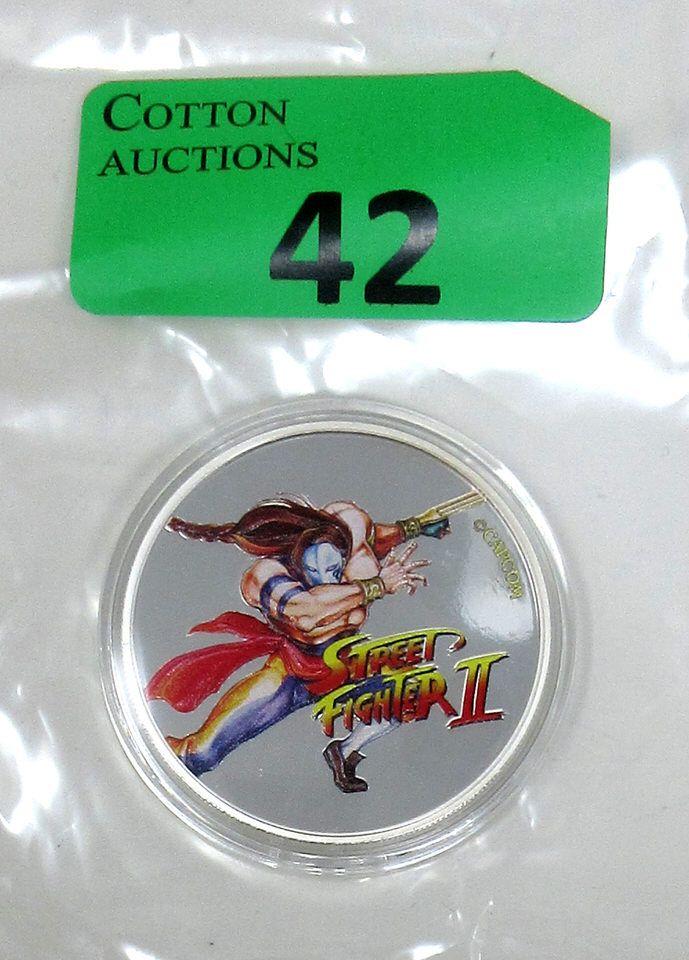 COTTON
AUCTIONS
42
©CAPCOM
STREET
FIGHTER II